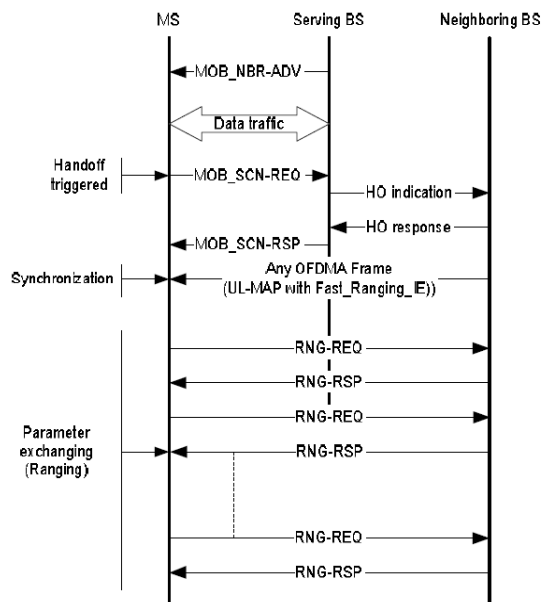 MS
Serving BS
Neighboring BS
MOB_NBR-ADV
Data traffic
Handoff
triggered
MOB_SCN-REQ
HO indication
HO response
MOB_SCN-RSP
Synchronization
Any OFDMA Frame
(UL-MAP with Fast_Ranging_IE))
RNG-REQ
RNG-RSP
RNG-REQ
Parameter
exchanging
(Ranging)
RNG-RSP
RNG-REQ
RNG-RSP